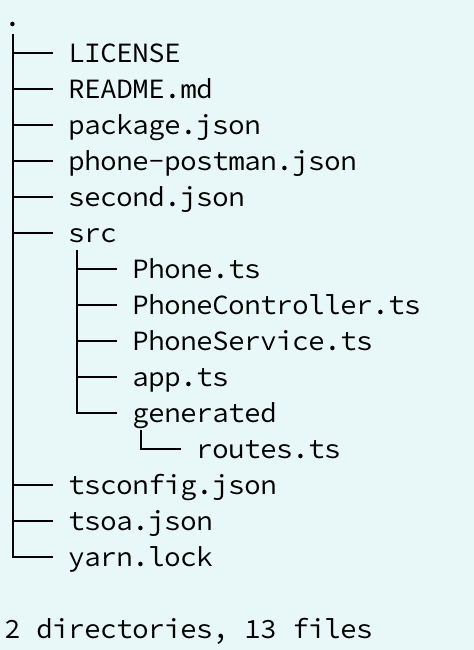 .
├── LICENSE
├── README.md
├── package.json
├── phone-postman.json
├── second.json
├── src
│   ├── Phone.ts
│   ├── PhoneController.ts
│   ├── PhoneService.ts
│   ├── app.ts
│   └── generated
│       └── routes.ts
├── tsconfig.json
├── tsoa.json
└── yarn.lock

2 directories, 13 files